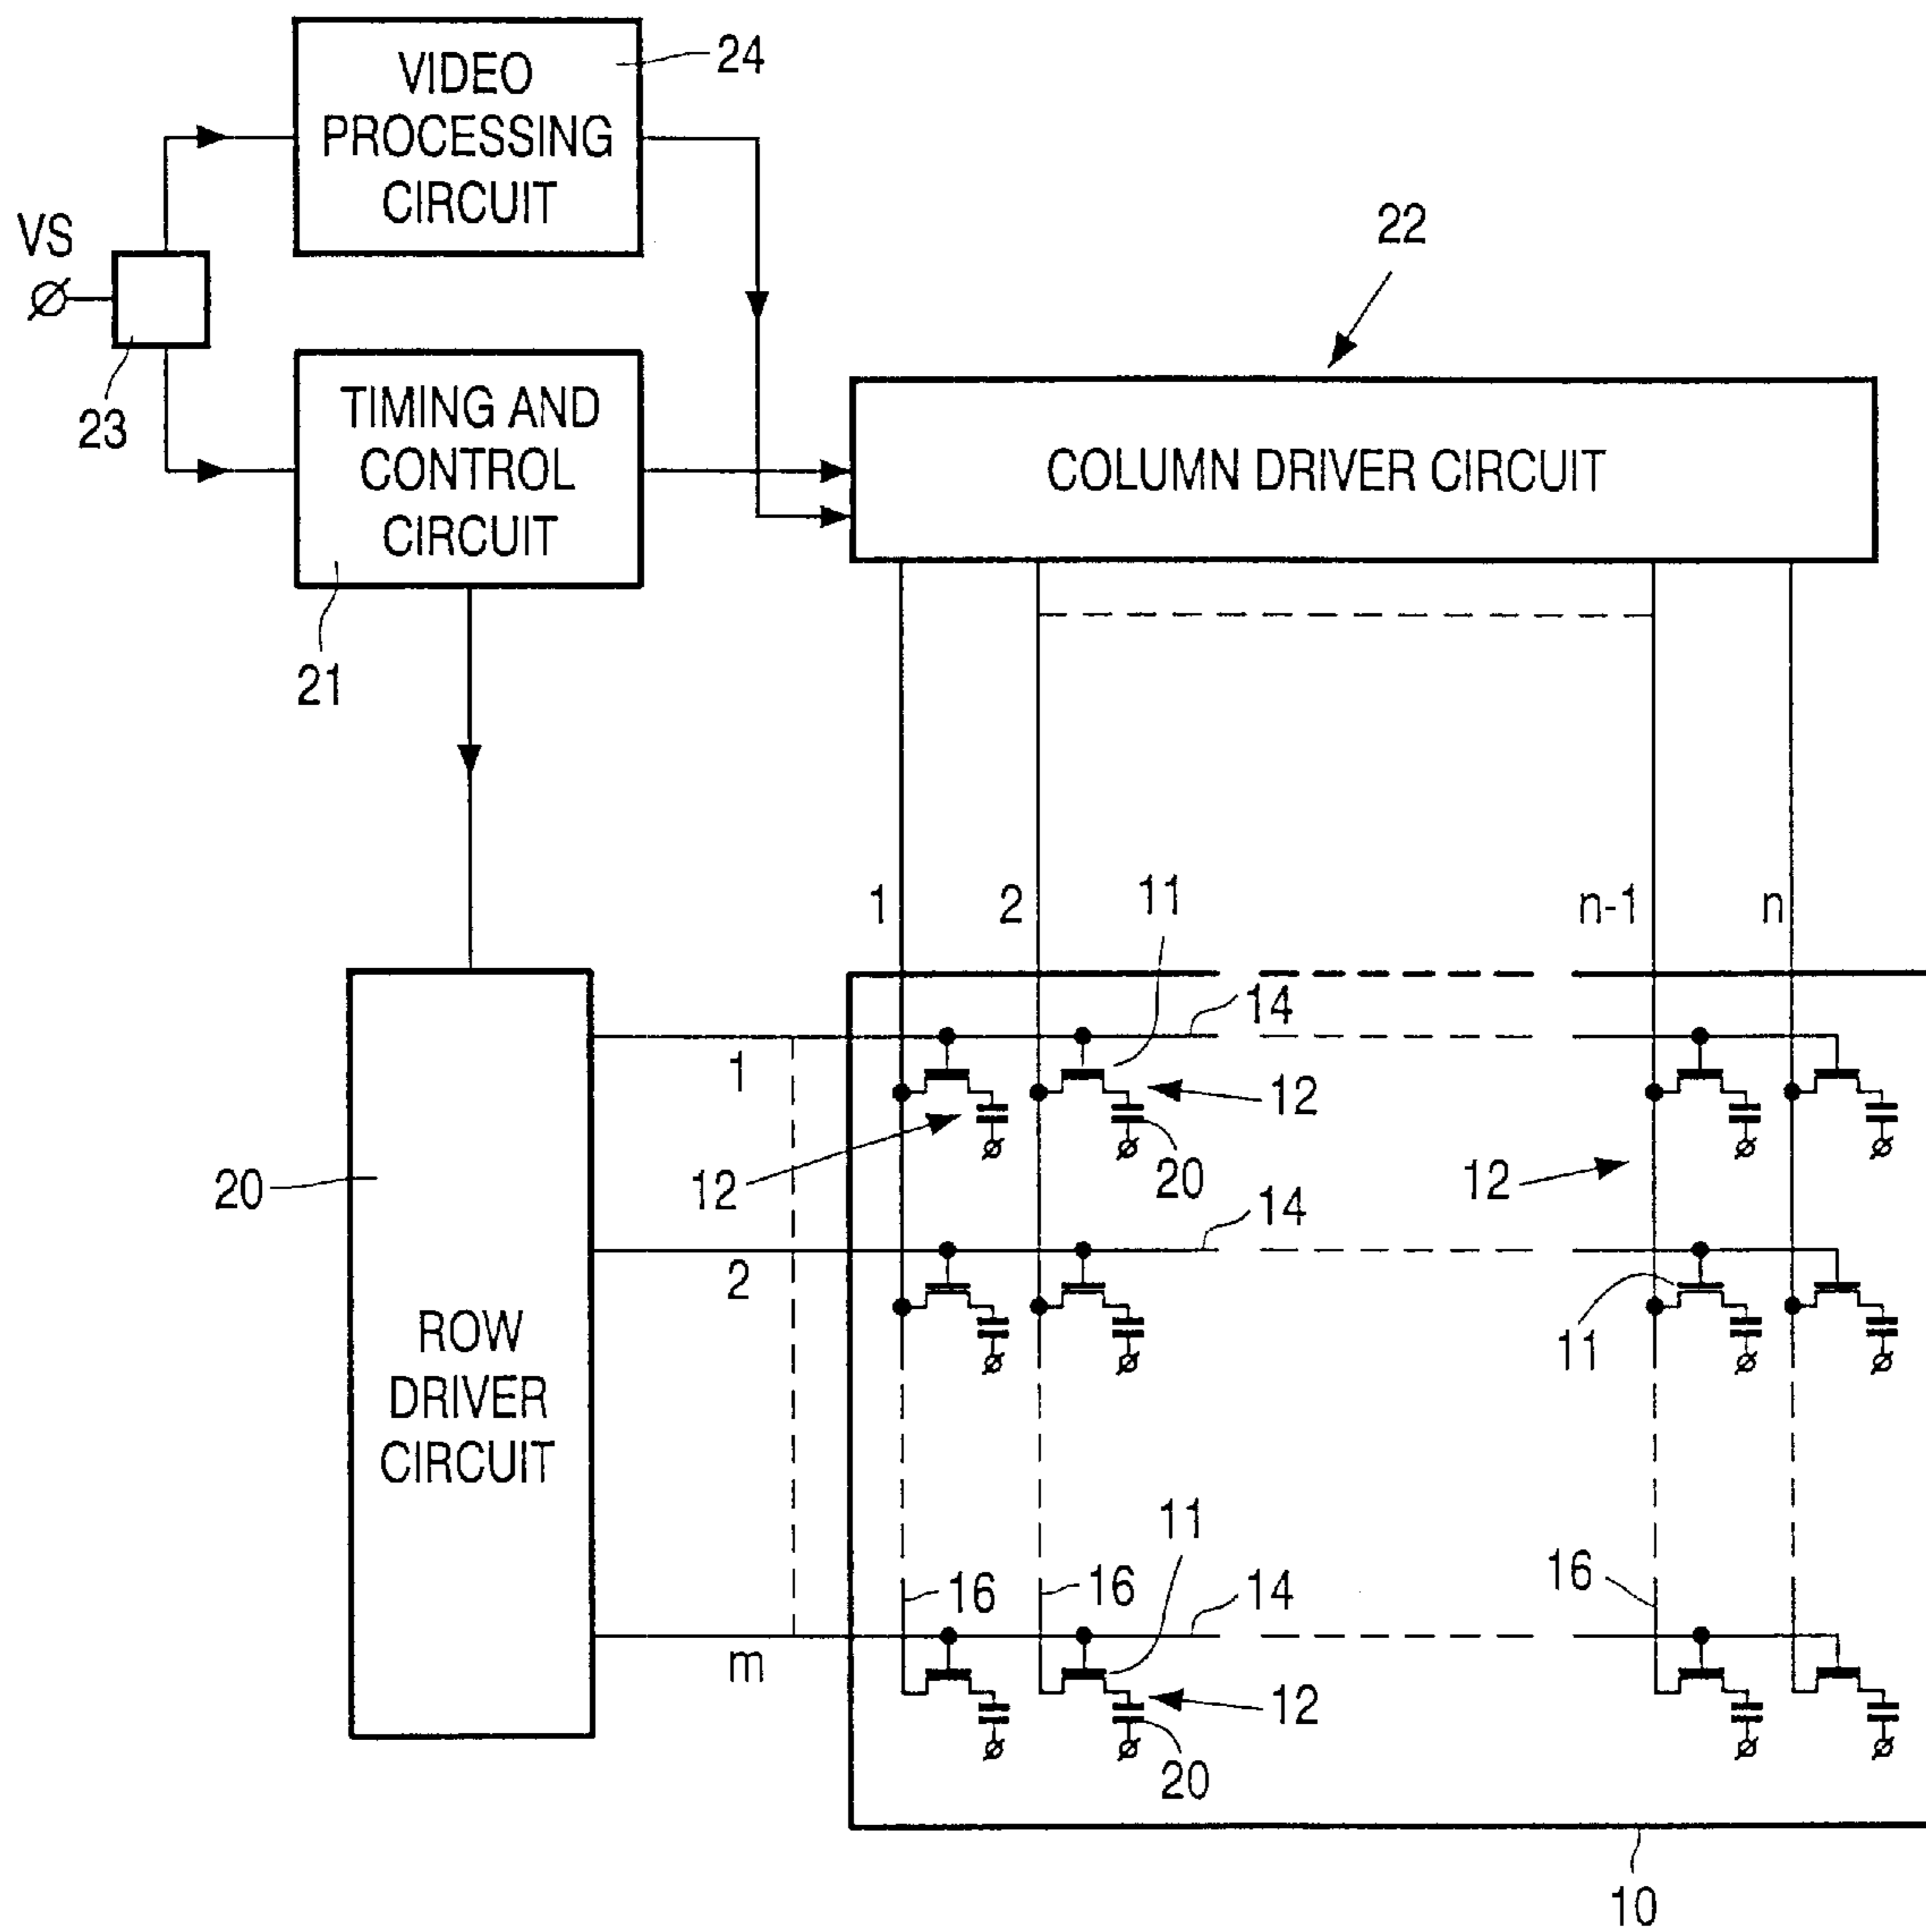 VIDEO
PROCESSING
CIRCUIT
24
VS
23
TIMING AND
CONTROL
CIRCUIT
21
22
COLUMN DRIVER CIRCUIT
1
2
11
n-1
n
14
1
12
12
20
12
20
14
2
11
ROW
DRIVER
CIRCUIT
11
16
16
14
16
m
12
20
10